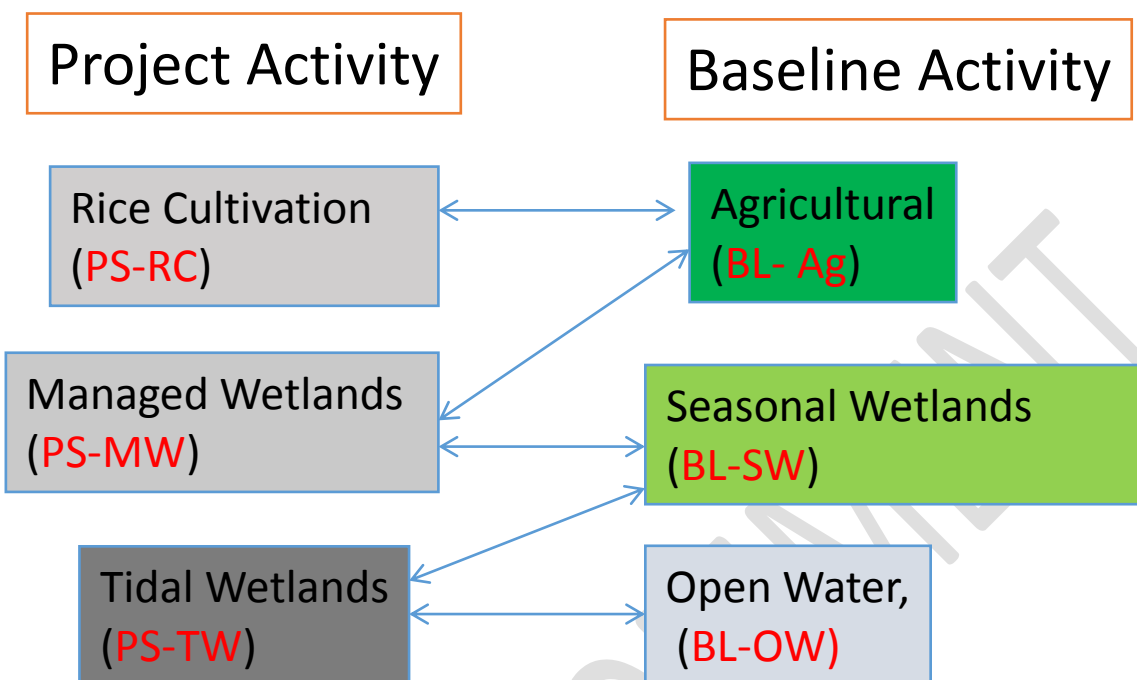 Project Activity
Baseline Activity
Rice Cultivation
(PS-RC)
Agricultural
(BL- Ag)
Managed Wetlands
(PS-MW)
Seasonal Wetlands
(BL-SW)
Tidal Wetlands
(PS-TW)
Open Water,
(BL-OW)